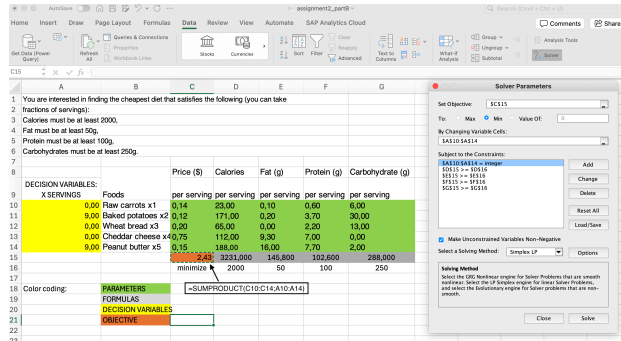 AutoSave
assignment2_partB
Search (Cmd + Ctrl + U)
Home Insert Draw Page Layout Formulas Data Review View Automate SAP Analytics Cloud
Comments Share
Get Data (Power Query)
Refresh All
Queries & Connections
Properties
Workbook Links
Stocks
Currencies
Sort
Filter
Clear
Reapply
Advanced
Text to Columns
What-if Analysis
Group
Ungroup
Subtotal
Analysis Tools
Solver
C15 fx
A B C D E F G
1 You are interested in finding the cheapest diet that satisfies the following (you can take
2 fractions of servings):
3 Calories must be at least 2000,
4 Fat must be at least 50g,
5 Protein must be at least 100g,
6 Carbohydrates must be at least 250g.
7
8 Price ($) Calories Fat (g) Protein (g) Carbohydrate (g)
DECISION VARIABLES:
9 X SERVINGS Foods per serving per serving per serving per serving per serving
10 0,00 Raw carrots x1 0,14 23,00 0,10 0,60 6,00
11 9,00 Baked potatoes x2 0,12 171,00 0,20 3,70 30,00
12 0,00 Wheat bread x3 0,20 65,00 0,00 2,20 13,00
13 0,00 Cheddar cheese x4 0,75 112,00 9,30 7,00 0,00
14 9,00 Peanut butter x5 0,15 188,00 16,00 7,70 2,00
15 2,43 3231,000 145,800 102,600 288,000
16 minimize 2000 50 100 250
17
18 Color coding: PARAMETERS =SUMPRODUCT(C10:C14;A10:A14)
19 FORMULAS
20 DECISION VARIABLES
21 OBJECTIVE
22
23
Solver Parameters
Set Objective: $C$15
To: Max Min Value Of: 0
By Changing Variable Cells:
$A$10:$A$14
Subject to the Constraints:
$A$10:$A$14 = integer
$D$15 >= $D$16
$E$15 >= $E$16
$F$15 >= $F$16
$G$15 >= $G$16
Add
Change
Delete
Reset All
Load/Save
Make Unconstrained Variables Non-Negative
Select a Solving Method: Simplex LP Options
Solving Method
Select the GRG Nonlinear engine for Solver Problems that are smooth
nonlinear. Select the LP Simplex engine for linear Solver Problems,
and select the Evolutionary engine for Solver problems that are non-
smooth.
Close Solve